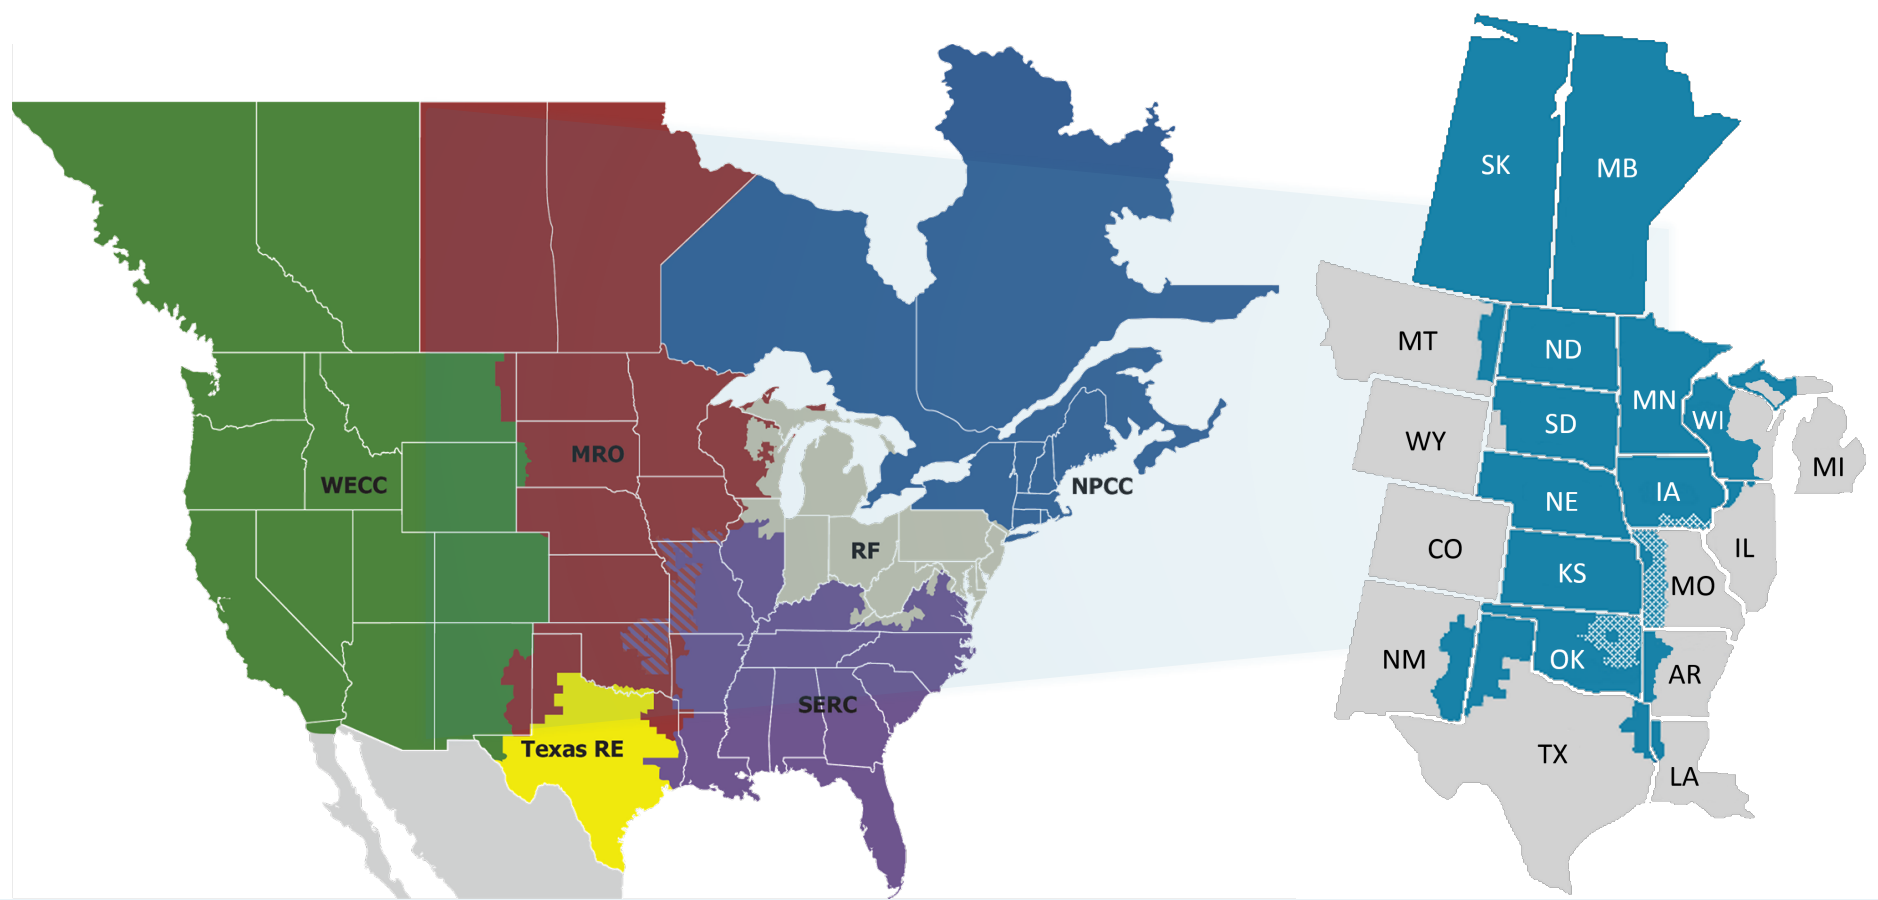 MRO
WECC
NPCC
RF
SERC
Texas RE
SK
MB
MT
ND
MN
WI
SD
WY
MI
IA
NE
CO
IL
KS
MO
NM
OK
AR
TX
LA